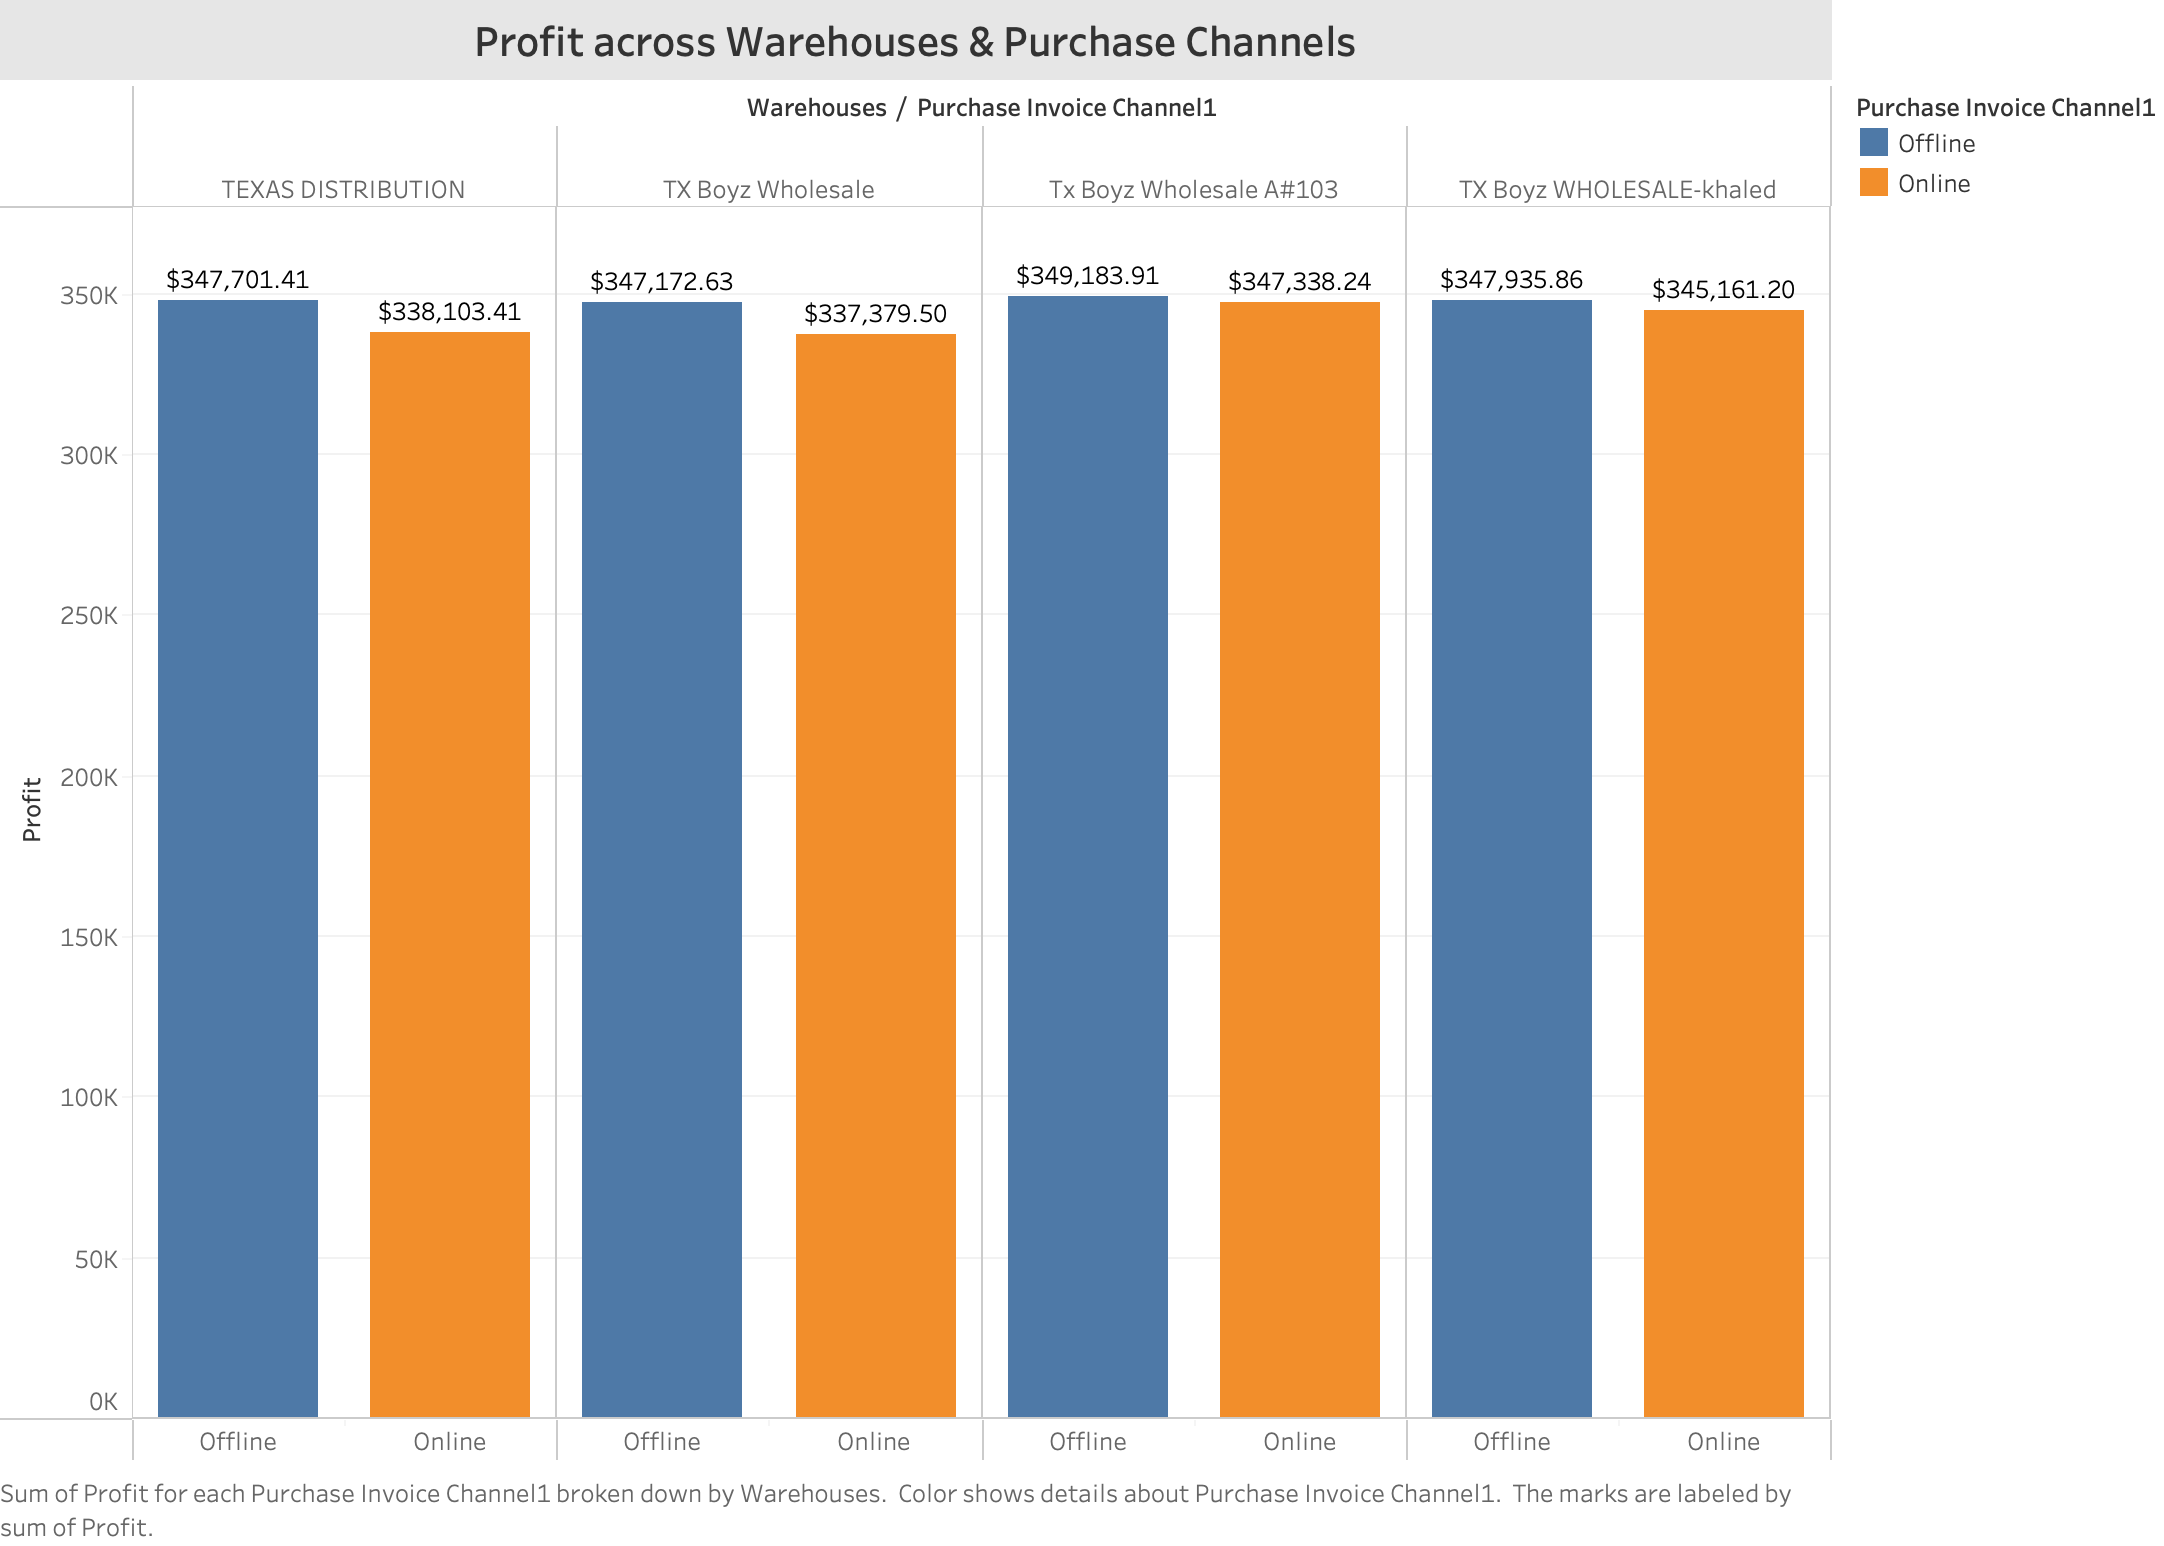 Profit across Warehouses & Purchase Channels
Warehouses / Purchase Invoice Channel1
Purchase Invoice Channel1
Offline
Online
TEXAS DISTRIBUTION
TX Boyz Wholesale
Tx Boyz Wholesale A#103
TX Boyz WHOLESALE-khaled
$347,701.41
$338,103.41
$347,172.63
$337,379.50
$349,183.91
$347,338.24
$347,935.86
$345,161.20
350K
300K
250K
200K
150K
100K
50K
0K
Profit
Offline
Online
Offline
Online
Offline
Online
Offline
Online
Sum of Profit for each Purchase Invoice Channel1 broken down by Warehouses.  Color shows details about Purchase Invoice Channel1.  The marks are labeled by
sum of Profit.